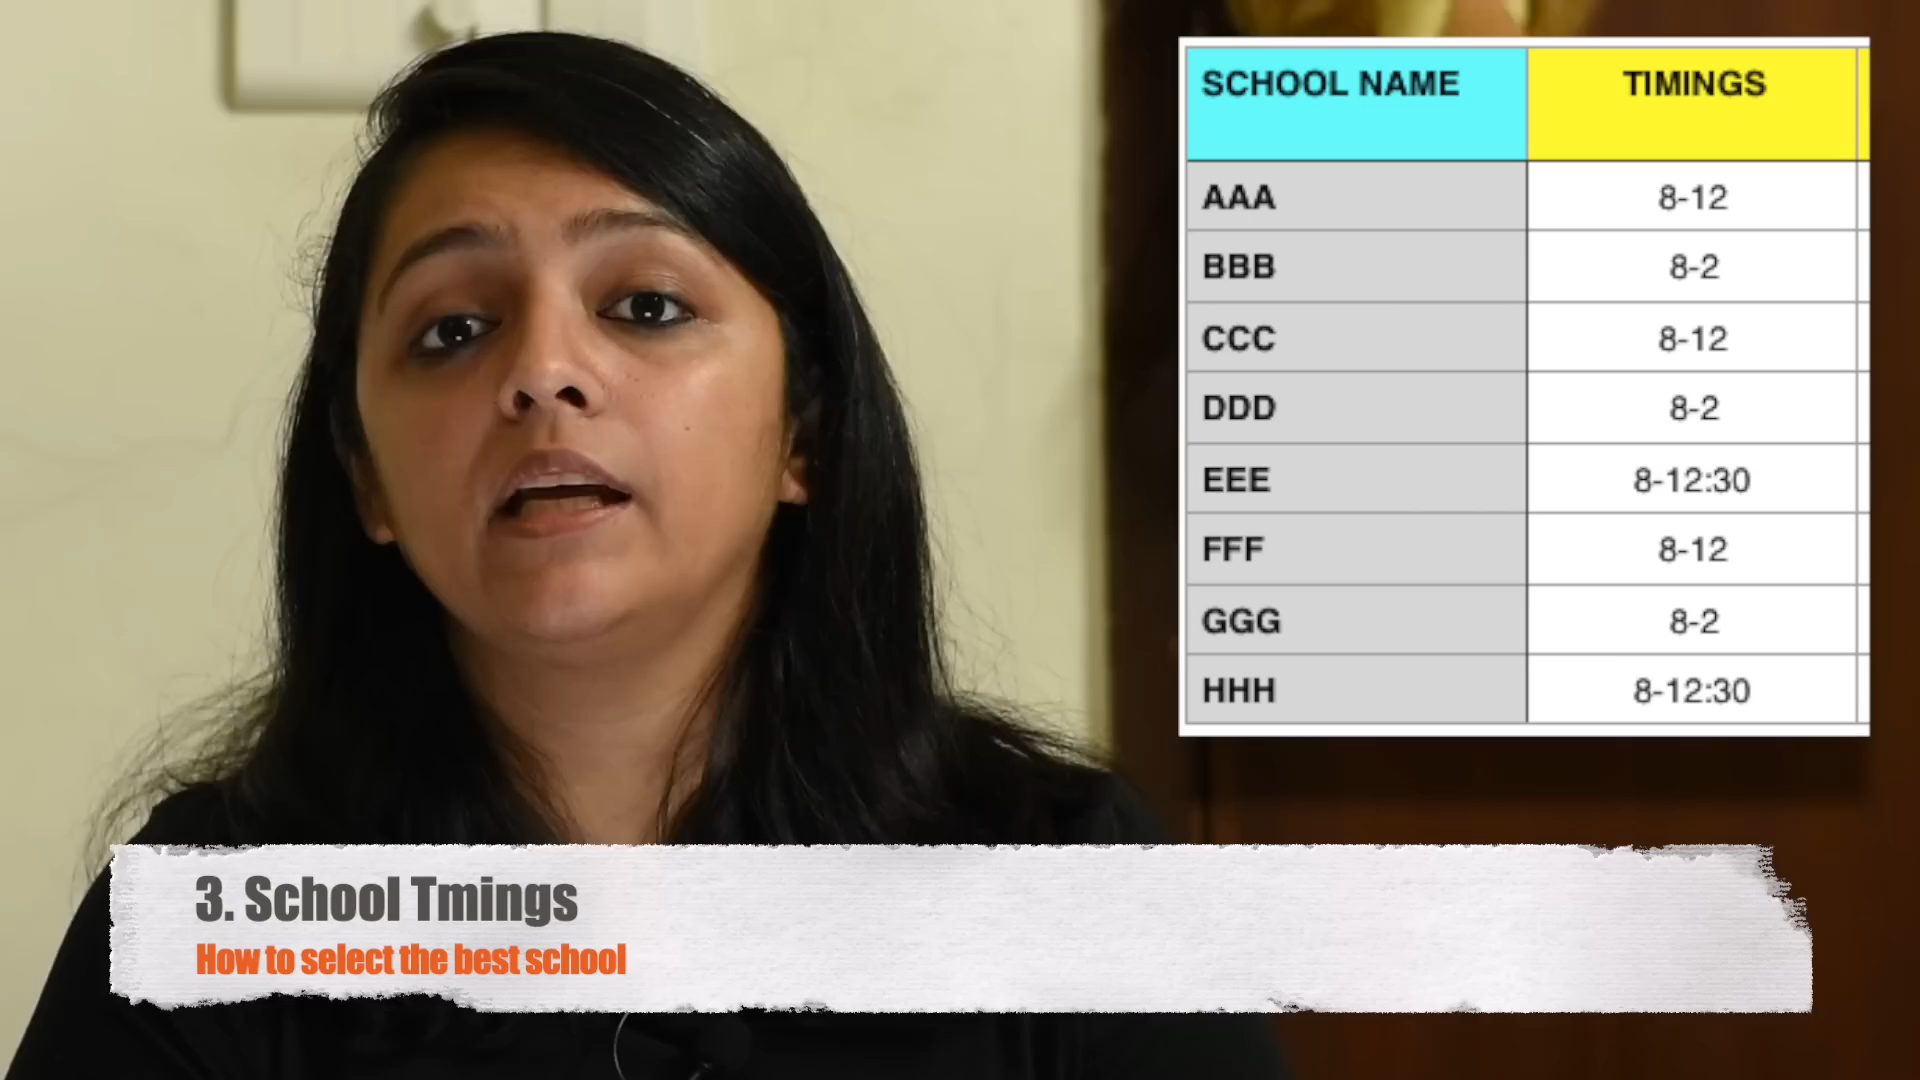 SCHOOL NAME TIMINGS
AAA 8-12
BBB 8-2
CCC 8-12
DDD 8-2
EEE 8-12:30
FFF 8-12
GGG 8-2
HHH 8-12:30
3. School Tmings
How to select the best school